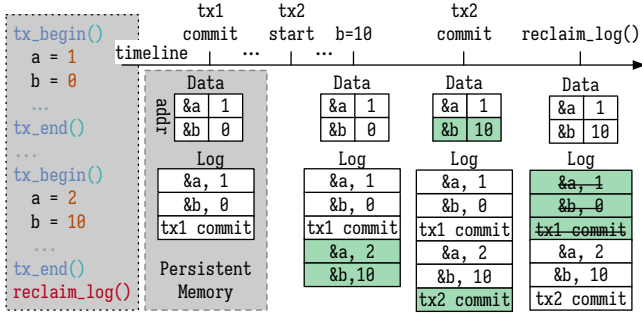 tx_begin()
a = 1
b = 0
...
tx_end()
...
tx_begin()
a = 2
b = 10
...
tx_end()
reclaim_log()
timeline
tx1
commit
...
tx2
start
...
b=10
tx2
commit
reclaim_log()
Data
addr
&a 1
&b 0
Log
&a, 1
&b, 0
tx1 commit
Persistent
Memory
Data
&a 1
&b 0
Log
&a, 1
&b, 0
tx1 commit
&a, 2
&b,10
Data
&a 1
&b 10
Log
&a, 1
&b, 0
tx1 commit
&a, 2
&b, 10
tx2 commit
Data
&a 1
&b 10
Log
&a, 1
&b, 0
tx1 commit
&a, 2
&b, 10
tx2 commit